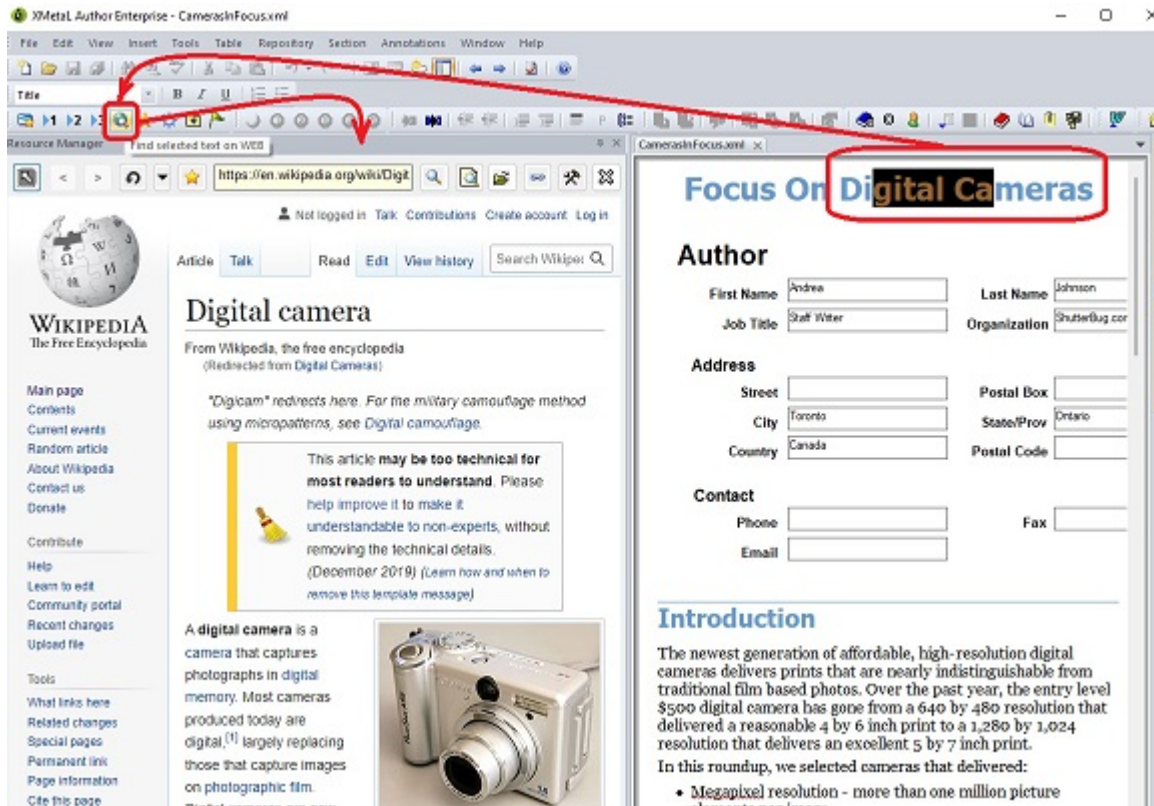 XMetaL Author Enterprise - CamerasInFocus.xml
File Edit View Insert Tools Table Repository Section Annotations Window Help
Title
B I U
1 2 3
Resource Manager
Find selected text on WEB
https://en.wikipedia.org/wiki/Digit
Not logged in Talk Contributions Create account Log in
Article Talk Read Edit View history Search Wikipe
WIKIPEDIA
The Free Encyclopedia
Main page
Contents
Current events
Random article
About Wikipedia
Contact us
Donate
Contribute
Help
Learn to edit
Community portal
Recent changes
Upload file
Tools
What links here
Related changes
Special pages
Permanent link
Page information
Cite this page
Digital camera
From Wikipedia, the free encyclopedia
(Redirected from Digital Cameras)
"Digicam" redirects here. For the military camouflage method
using micropatterns, see Digital camouflage.
This article may be too technical for
most readers to understand. Please
help improve it to make it
understandable to non-experts, without
removing the technical details.
(December 2019) (Learn how and when to
remove this template message)
A digital camera is a
camera that captures
photographs in digital
memory. Most cameras
produced today are
digital,[1] largely replacing
those that capture images
on photographic film.
CamerasInFocus.xml
Focus On Digital Cameras
Author
First Name Andrea Last Name Johnson
Job Title Staff Writer Organization ShutterBug.cor
Address
Street Postal Box
City Toronto State/Prov Ontario
Country Canada Postal Code
Contact
Phone Fax
Email
Introduction
The newest generation of affordable, high-resolution digital
cameras delivers prints that are nearly indistinguishable from
traditional film based photos. Over the past year, the entry level
$500 digital camera has gone from a 640 by 480 resolution that
delivered a reasonable 4 by 6 inch print to a 1,280 by 1,024
resolution that delivers an excellent 5 by 7 inch print.
In this roundup, we selected cameras that delivered:
• Megapixel resolution - more than one million picture